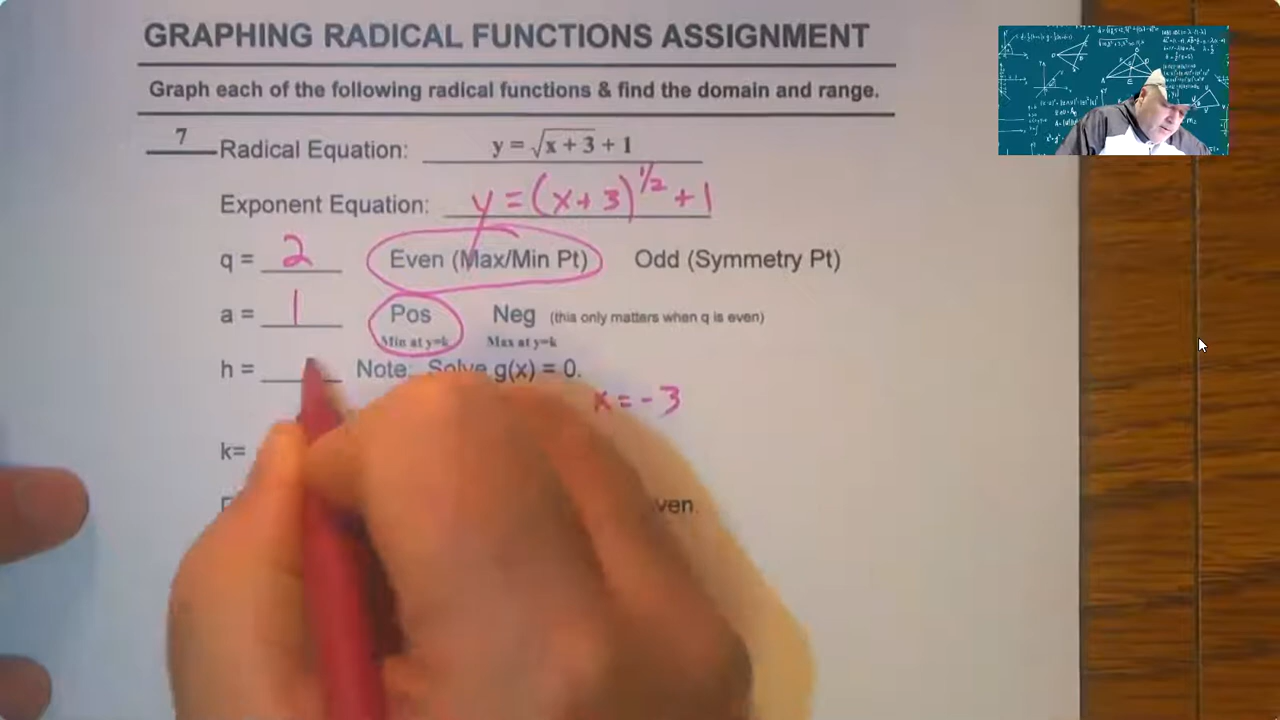 GRAPHING RADICAL FUNCTIONS ASSIGNMENT
Graph each of the following radical functions & find the domain and range.
7 Radical Equation: y = √x + 3 + 1
Exponent Equation: y = (x + 3)^1/2 + 1
q = 2 Even (Max/Min Pt) Odd (Symmetry Pt)
a = 1 Pos Neg (this only matters when q is even)
Min at y=k Max at y=k
h = Note: Solve g(x) = 0.
x = -3
k=
ven.